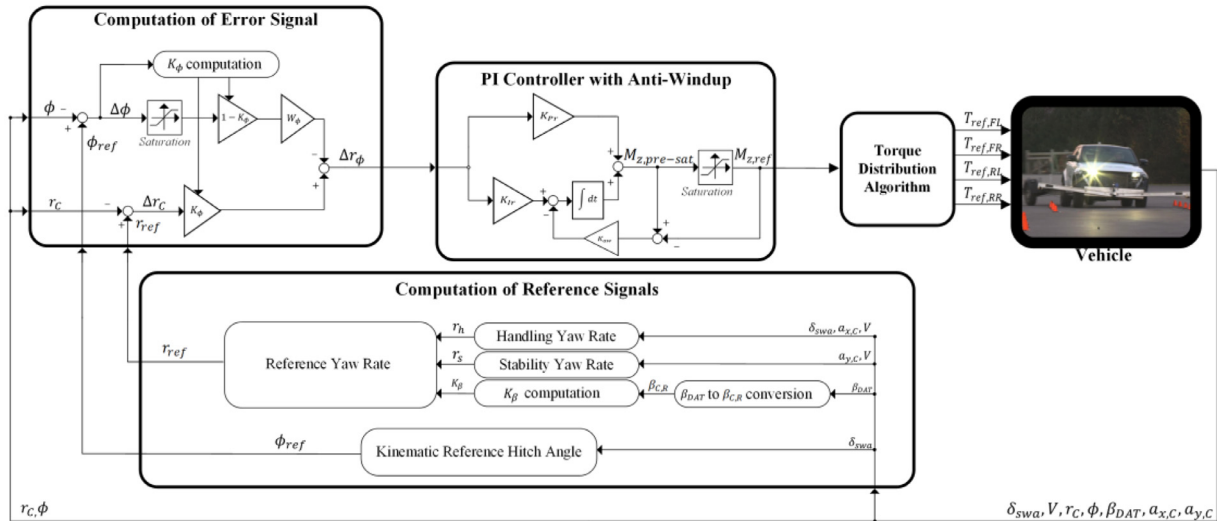 Computation of Error Signal
K_ϕ computation
ϕ
-
+
Δϕ
ϕ_ref
Saturation
1 − K_Φ
W_ϕ
−
+
Δr_ϕ
r_C
-
+
Δr_C
r_ref
K_ϕ
PI Controller with Anti-Windup
K_Pr
K_Ir
+
−
∫ dt
+
+
M_z,pre−sat
M_z,ref
Saturation
K_aw
+
−
Torque
Distribution
Algorithm
T_ref,FL
T_ref,FR
T_ref,RL
T_ref,RR
Vehicle
Computation of Reference Signals
r_ref
Reference Yaw Rate
r_h
Handling Yaw Rate
δ_swa, a_x,C, V
r_s
Stability Yaw Rate
a_y,C, V
K_β
K_β computation
β_C,R
β_DAT to β_C,R conversion
β_DAT
ϕ_ref
Kinematic Reference Hitch Angle
δ_swa
r_C, ϕ
δ_swa, V, r_C, ϕ, β_DAT, a_x,C, a_y,C